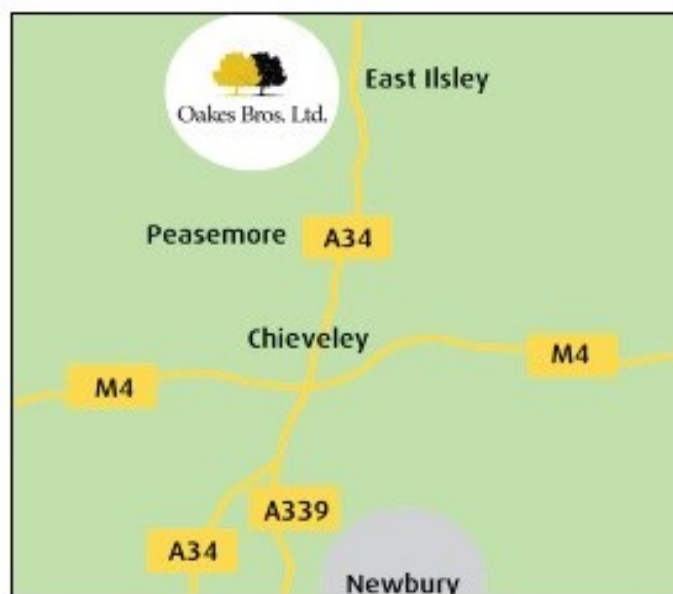 Oakes Bros. Ltd.
East Ilsley
Peasemore
A34
Chieveley
M4
M4
A339
A34
Newbury